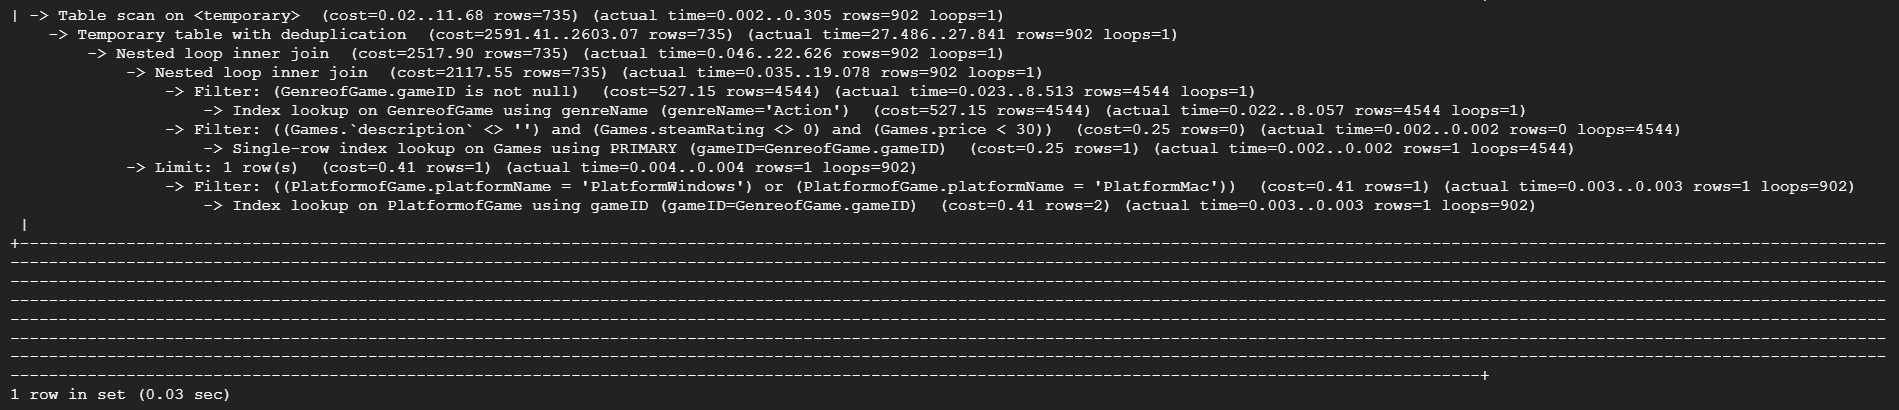 | -> Table scan on <temporary>  (cost=0.02..11.68 rows=735) (actual time=0.002..0.305 rows=902 loops=1)
    -> Temporary table with deduplication  (cost=2591.41..2603.07 rows=735) (actual time=27.486..27.841 rows=902 loops=1)
        -> Nested loop inner join  (cost=2517.90 rows=735) (actual time=0.046..22.626 rows=902 loops=1)
            -> Nested loop inner join  (cost=2117.55 rows=735) (actual time=0.035..19.078 rows=902 loops=1)
                -> Filter: (GenreofGame.gameID is not null)  (cost=527.15 rows=4544) (actual time=0.023..8.513 rows=4544 loops=1)
                    -> Index lookup on GenreofGame using genreName (genreName='Action')  (cost=527.15 rows=4544) (actual time=0.022..8.057 rows=4544 loops=1)
                -> Filter: ((Games.`description` <> '') and (Games.steamRating <> 0) and (Games.price < 30))  (cost=0.25 rows=0) (actual time=0.002..0.002 rows=0 loops=4544)
                    -> Single-row index lookup on Games using PRIMARY (gameID=GenreofGame.gameID)  (cost=0.25 rows=1) (actual time=0.002..0.002 rows=1 loops=4544)
            -> Limit: 1 row(s)  (cost=0.41 rows=1) (actual time=0.004..0.004 rows=1 loops=902)
                -> Filter: ((PlatformofGame.platformName = 'PlatformWindows') or (PlatformofGame.platformName = 'PlatformMac'))  (cost=0.41 rows=1) (actual time=0.003..0.003 rows=1 loops=902)
                    -> Index lookup on PlatformofGame using gameID (gameID=GenreofGame.gameID)  (cost=0.41 rows=2) (actual time=0.003..0.003 rows=1 loops=902)
 |
1 row in set (0.03 sec)